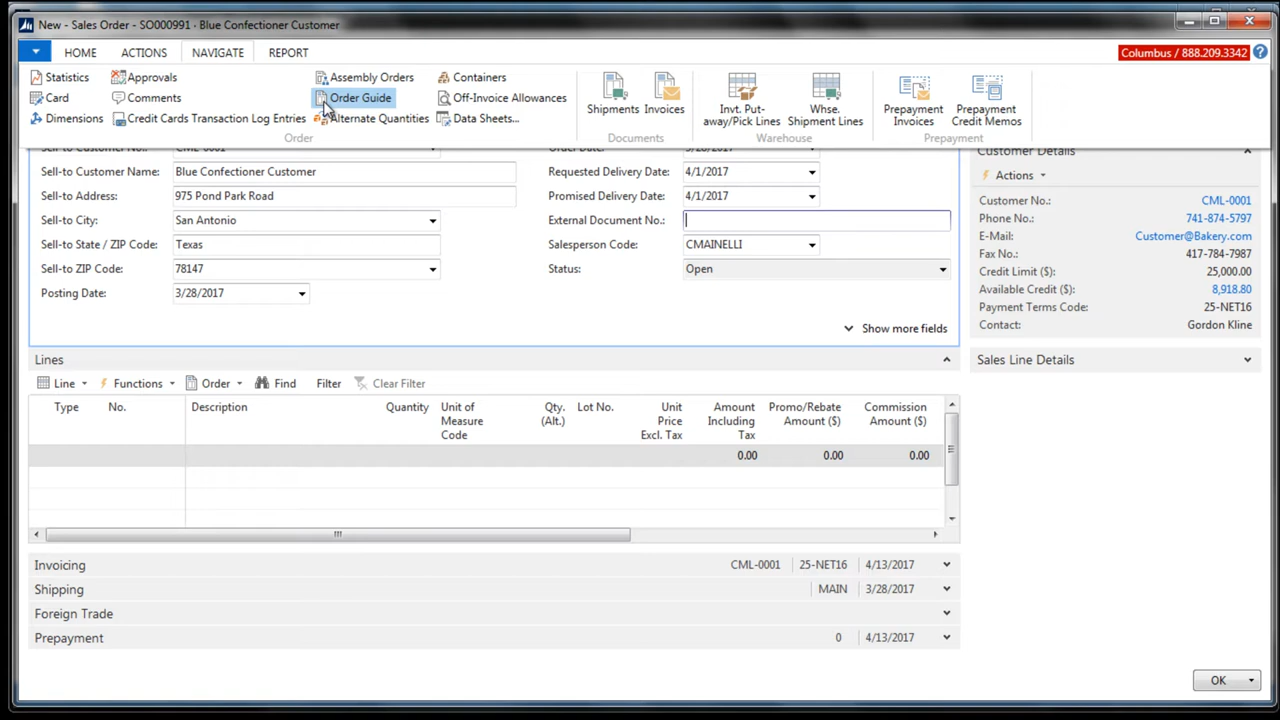 New - Sales Order - SO000991 · Blue Confectioner Customer
HOME ACTIONS NAVIGATE REPORT Columbus / 888.209.3342
Statistics Approvals Assembly Orders Containers
Card Comments Order Guide Off-Invoice Allowances
Dimensions Credit Cards Transaction Log Entries Alternate Quantities Data Sheets...
Shipments Invoices Invt. Put-away/Pick Lines Whse. Shipment Lines Prepayment Invoices Prepayment Credit Memos
Order Documents Warehouse Prepayment
Sell-to Customer No.: CML-0001 Order Date: 3/28/2017 Customer Details
Sell-to Customer Name: Blue Confectioner Customer Requested Delivery Date: 4/1/2017 Actions
Sell-to Address: 975 Pond Park Road Promised Delivery Date: 4/1/2017 Customer No.: CML-0001
Sell-to City: San Antonio External Document No.: Phone No.: 741-874-5797
E-Mail: Customer@Bakery.com
Sell-to State / ZIP Code: Texas Salesperson Code: CMAINELLI Fax No.: 417-784-7987
Sell-to ZIP Code: 78147 Status: Open Credit Limit ($): 25,000.00
Posting Date: 3/28/2017 Available Credit ($): 8,918.80
Payment Terms Code: 25-NET16
Show more fields Contact: Gordon Kline
Lines Sales Line Details
Line Functions Order Find Filter Clear Filter
Type No. Description Quantity Unit of Measure Code Qty. (Alt.) Lot No. Unit Price Excl. Tax Amount Including Tax Promo/Rebate Amount ($) Commission Amount ($)
0.00 0.00 0.00
Invoicing CML-0001 25-NET16 4/13/2017
Shipping MAIN 3/28/2017
Foreign Trade
Prepayment 0 4/13/2017
OK